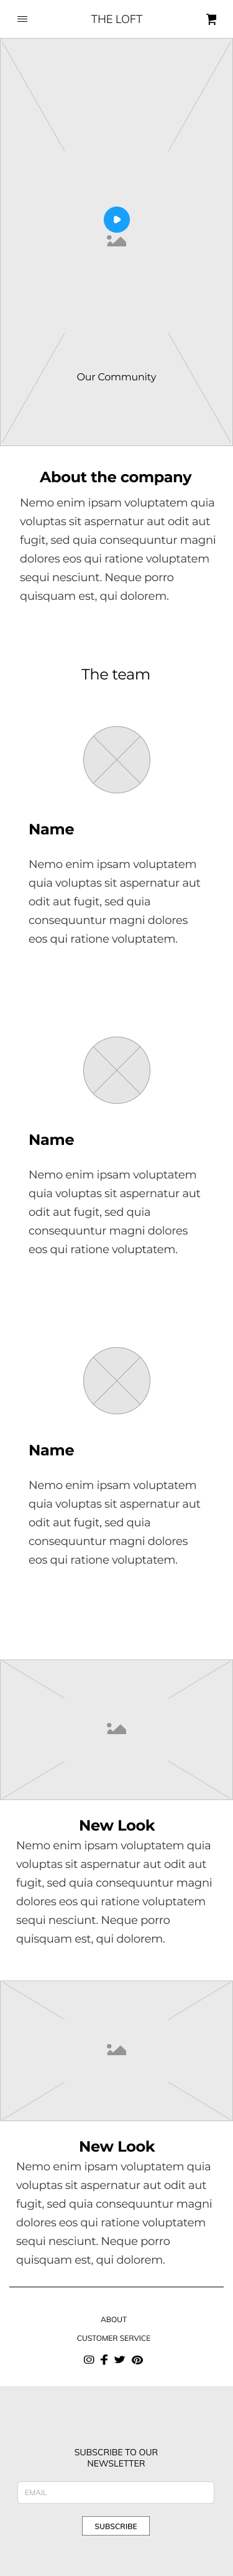 THE LOFT
Our Community
About the company
Nemo enim ipsam voluptatem quia
voluptas sit aspernatur aut odit aut
fugit, sed quia consequuntur magni
dolores eos qui ratione voluptatem
sequi nesciunt. Neque porro
quisquam est, qui dolorem.
The team
Name
Nemo enim ipsam voluptatem
quia voluptas sit aspernatur aut
odit aut fugit, sed quia
consequuntur magni dolores
eos qui ratione voluptatem.
Name
Nemo enim ipsam voluptatem
quia voluptas sit aspernatur aut
odit aut fugit, sed quia
consequuntur magni dolores
eos qui ratione voluptatem.
Name
Nemo enim ipsam voluptatem
quia voluptas sit aspernatur aut
odit aut fugit, sed quia
consequuntur magni dolores
eos qui ratione voluptatem.
New Look
Nemo enim ipsam voluptatem quia
voluptas sit aspernatur aut odit aut
fugit, sed quia consequuntur magni
dolores eos qui ratione voluptatem
sequi nesciunt. Neque porro
quisquam est, qui dolorem.
New Look
Nemo enim ipsam voluptatem quia
voluptas sit aspernatur aut odit aut
fugit, sed quia consequuntur magni
dolores eos qui ratione voluptatem
sequi nesciunt. Neque porro
quisquam est, qui dolorem.
ABOUT
CUSTOMER SERVICE
SUBSCRIBE TO OUR
NEWSLETTER
EMAIL
SUBSCRIBE